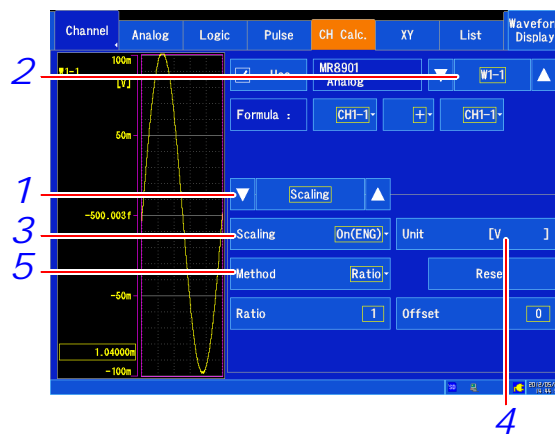 Channel Analog Logic Pulse CH Calc. XY List Wavefor
Display
2
W1-1 100m
[V]
Use
MR8901
Analog
W1-1
50m
Formula : CH1-1 + CH1-1
1
Scaling
-500.003f
3
Scaling On(ENG) Unit [V ]
5
Method Ratio Rese
-50m
Ratio 1 Offset 0
1.04000m
-100m
4